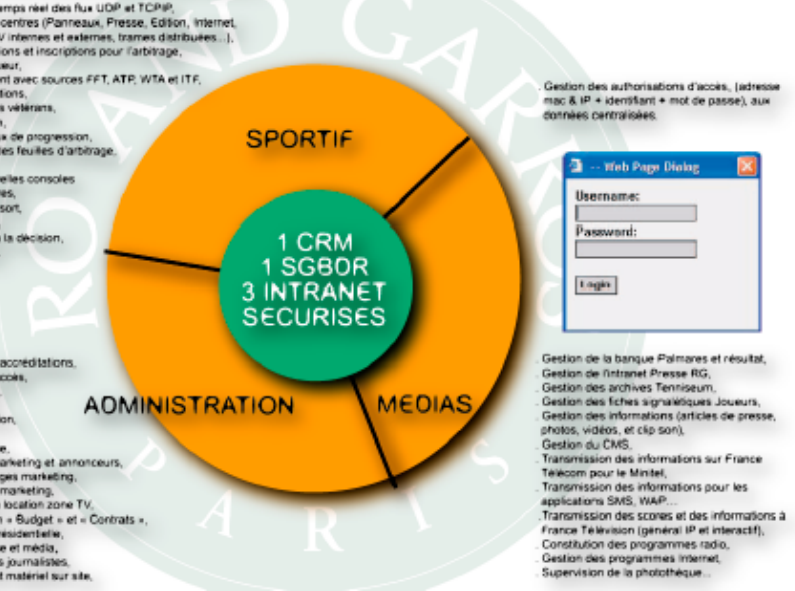 emps réel des flux UDP et TCPIP,
centres (Panneaux, Presse, Edition, Internet,
V internes et externes, trames distribuées...),
ions et inscriptions pour l'arbitrage,
eur,
nt avec sources FFT, ATP, WTA et ITF,
tions,
s vétérans,
e,
x de progression,
les feuilles d'arbitrage,
elles consoles
res,
sort,
à la décision,
accréditations,
ccès,
ion,
e,
arketing et annonceurs,
ges marketing,
marketing,
location zone TV,
n « Budget » et « Contrats »,
résidentielle,
e et média,
s journalistes,
t matériel sur site,
ROLAND GARROS
PARIS
SPORTIF
1 CRM
1 SGBDR
3 INTRANET
SECURISES
ADMINISTRATION
MEDIAS
. Gestion des authorisations d'accès, (adresse
mac & IP + identifiant + mot de passe), aux
données centralisées.
-- Web Page Dialog
Username:
Password:
Login
. Gestion de la banque Palmares et résultat,
. Gestion de l'intranet Presse RG,
. Gestion des archives Tenniseum,
. Gestion des fiches signalétiques Joueurs,
. Gestion des informations (articles de presse,
photos, vidéos, et clip son),
. Gestion du CMS,
. Transmission des informations sur France
Télécom pour le Minitel,
. Transmission des informations pour les
applications SMS, WAP...
.Transmission des scores et des informations à
France Télévision (général IP et interactif),
. Constitution des programmes radio,
. Gestion des programmes Internet,
. Supervision de la photothèque...